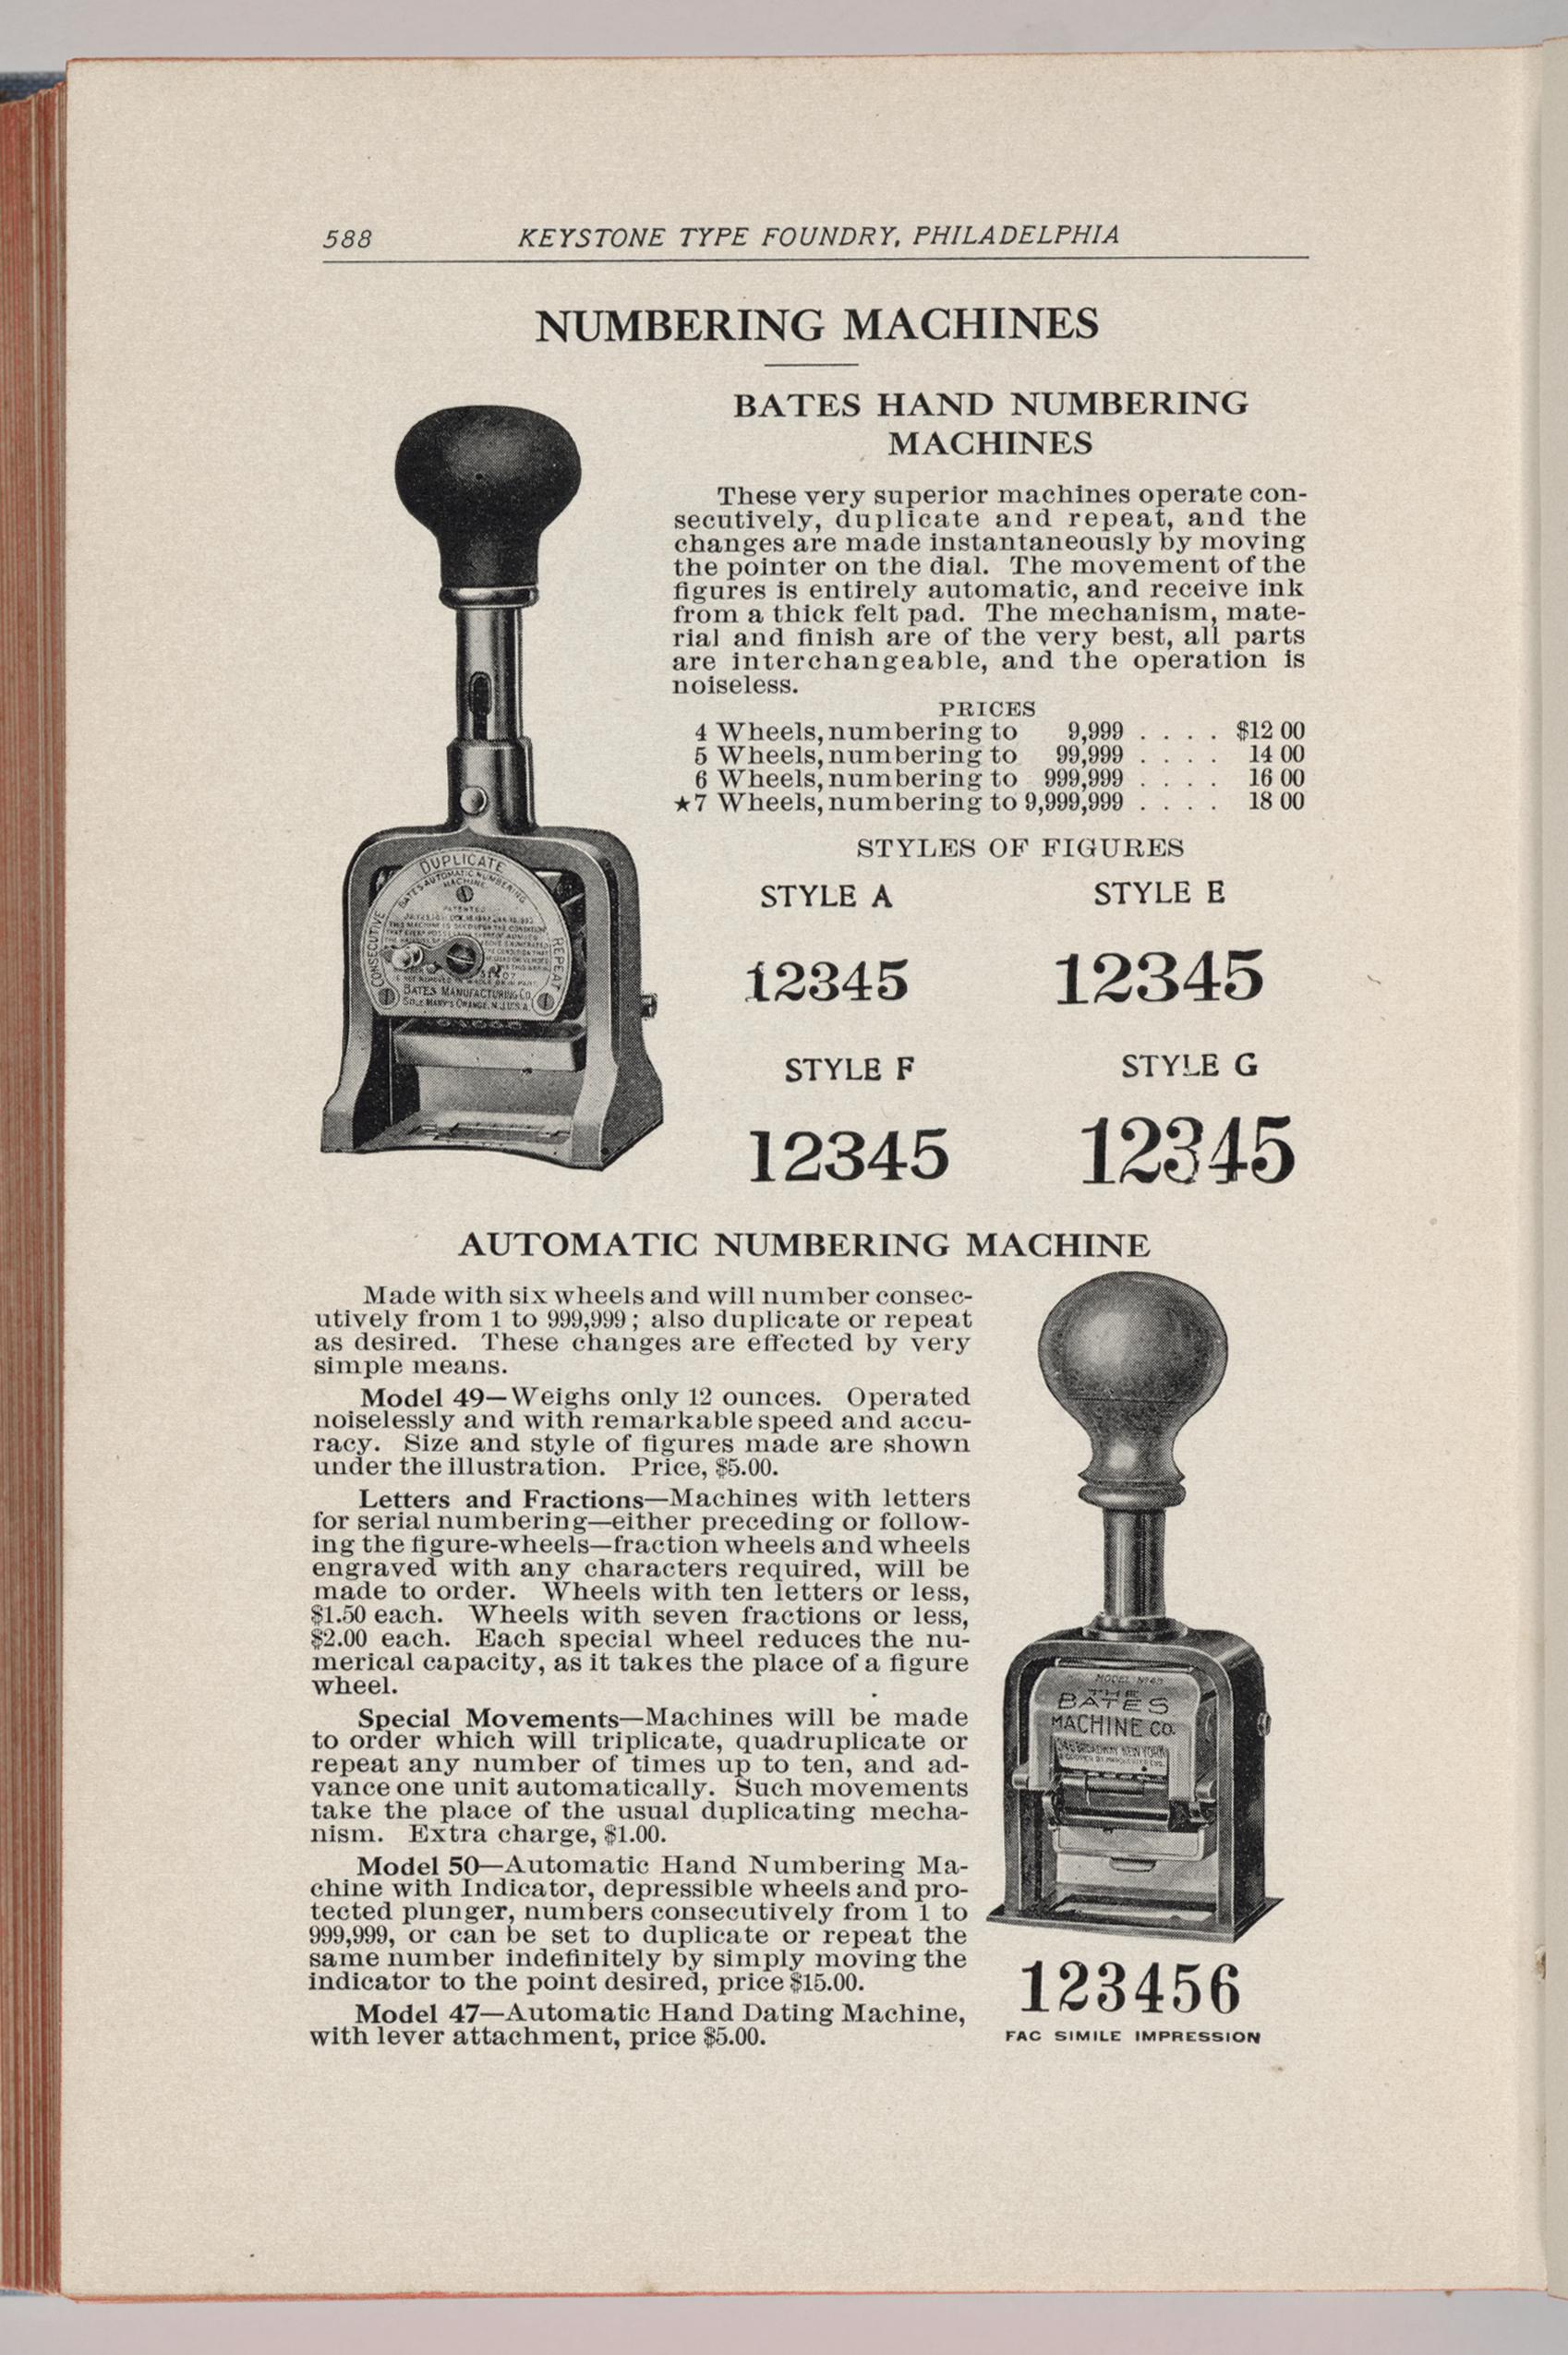 588 KEYSTONE TYPE FOUNDRY, PHILADELPHIA
NUMBERING MACHINES
BATES HAND NUMBERING
MACHINES
These very superior machines operate con-
secutively, duplicate and repeat, and the
changes are made instantaneously by moving
the pointer on the dial. The movement of the
figures is entirely automatic, and receive ink
from a thick felt pad. The mechanism, mate-
rial and finish are of the very best, all parts
are interchangeable, and the operation is
noiseless.
PRICES
4 Wheels, numbering to 9,999 . . . . $12 00
5 Wheels, numbering to 99,999 . . . . 14 00
6 Wheels, numbering to 999,999 . . . . 16 00
★7 Wheels, numbering to 9,999,999 . . . . 18 00
DUPLICATE
CONSECUTIVE
REPEAT
BATES AUTOMATIC NUMBERING
MACHINE
PATENTED
BATES MANUFACTURING CO.
ORANGE, N.J. U.S.A.
STYLES OF FIGURES
STYLE A STYLE E
12345 12345
STYLE F STYLE G
12345 12345
AUTOMATIC NUMBERING MACHINE
Made with six wheels and will number consec-
utively from 1 to 999,999; also duplicate or repeat
as desired. These changes are effected by very
simple means.
Model 49—Weighs only 12 ounces. Operated
noiselessly and with remarkable speed and accu-
racy. Size and style of figures made are shown
under the illustration. Price, $5.00.
Letters and Fractions—Machines with letters
for serial numbering—either preceding or follow-
ing the figure-wheels—fraction wheels and wheels
engraved with any characters required, will be
made to order. Wheels with ten letters or less,
$1.50 each. Wheels with seven fractions or less,
$2.00 each. Each special wheel reduces the nu-
merical capacity, as it takes the place of a figure
wheel.
Special Movements—Machines will be made
to order which will triplicate, quadruplicate or
repeat any number of times up to ten, and ad-
vance one unit automatically. Such movements
take the place of the usual duplicating mecha-
nism. Extra charge, $1.00.
Model 50—Automatic Hand Numbering Ma-
chine with Indicator, depressible wheels and pro-
tected plunger, numbers consecutively from 1 to
999,999, or can be set to duplicate or repeat the
same number indefinitely by simply moving the
indicator to the point desired, price $15.00.
Model 47—Automatic Hand Dating Machine,
with lever attachment, price $5.00.
MODEL No 49
THE
BATES
MACHINE CO.
BROADWAY NEW YORK
123456
FAC SIMILE IMPRESSION